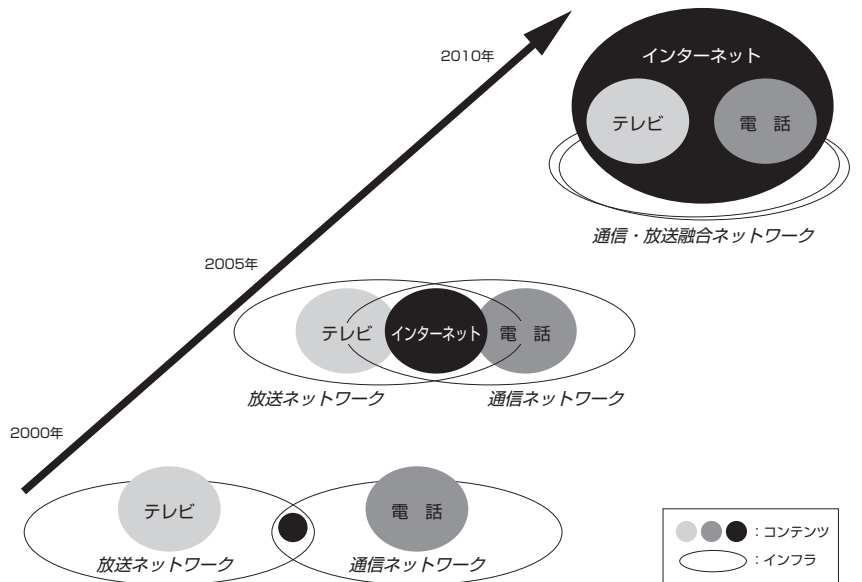 2010年
インターネット
テレビ
電 話
通信・放送融合ネットワーク
2005年
テレビ
インターネット
電 話
放送ネットワーク
通信ネットワーク
2000年
テレビ
電 話
放送ネットワーク
通信ネットワーク
：コンテンツ
：インフラ